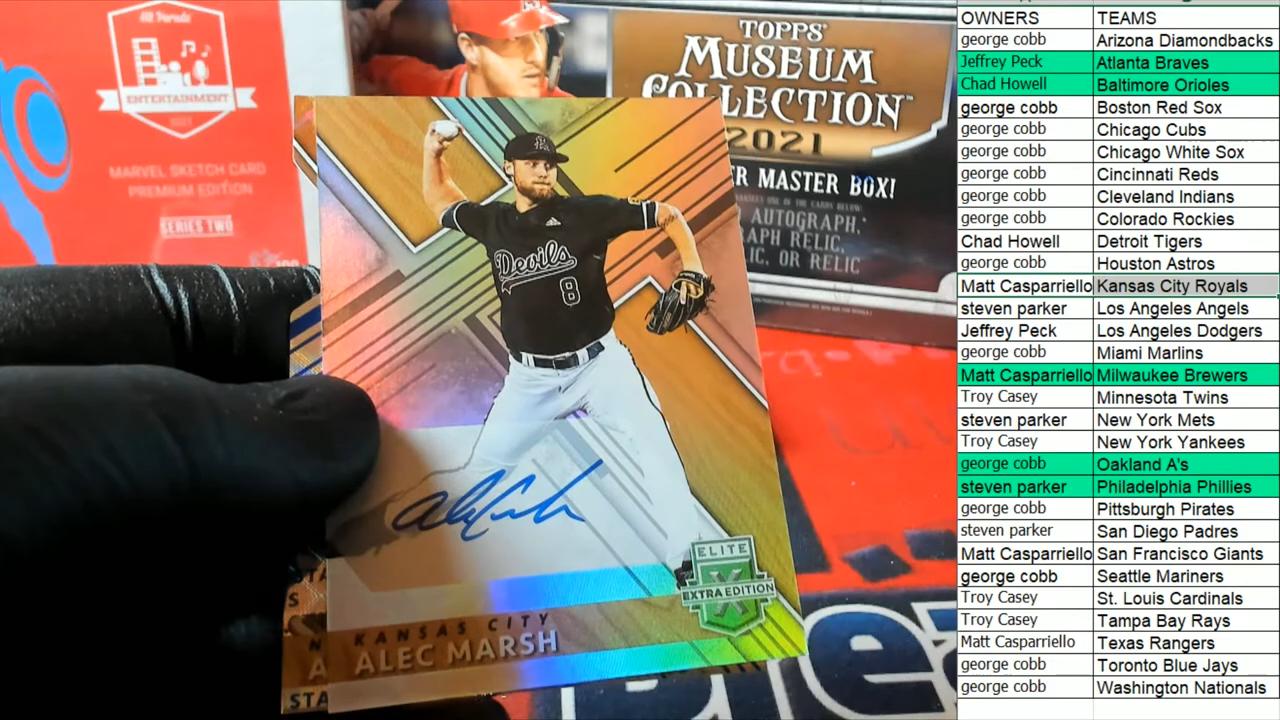 All Parade
ENTERTAINMENT
2021
MARVEL SKETCH CARD
PREMIUM EDITION
SERIES TWO
TOPPS
MUSEUM
COLLECTION™
2021
MASTER BOX!
AUTOGRAPH,
RELIC,
OR RELIC
Devils
8
ELITE
X
EXTRA EDITION
KANSAS CITY
ALEC MARSH
OWNERS TEAMS
george cobb Arizona Diamondbacks
Jeffrey Peck Atlanta Braves
Chad Howell Baltimore Orioles
george cobb Boston Red Sox
george cobb Chicago Cubs
george cobb Chicago White Sox
george cobb Cincinnati Reds
george cobb Cleveland Indians
george cobb Colorado Rockies
Chad Howell Detroit Tigers
george cobb Houston Astros
Matt Casparriello Kansas City Royals
steven parker Los Angeles Angels
Jeffrey Peck Los Angeles Dodgers
george cobb Miami Marlins
Matt Casparriello Milwaukee Brewers
Troy Casey Minnesota Twins
steven parker New York Mets
Troy Casey New York Yankees
george cobb Oakland A's
steven parker Philadelphia Phillies
george cobb Pittsburgh Pirates
steven parker San Diego Padres
Matt Casparriello San Francisco Giants
george cobb Seattle Mariners
Troy Casey St. Louis Cardinals
Troy Casey Tampa Bay Rays
Matt Casparriello Texas Rangers
george cobb Toronto Blue Jays
george cobb Washington Nationals